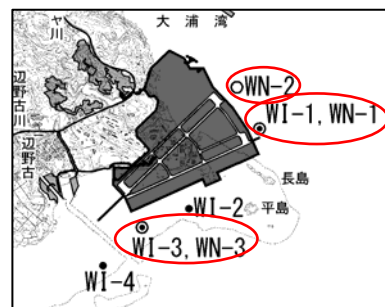 大浦湾
ヤ川
WN-2
辺野古川
WI-1, WN-1
辺野古
長島
WI-2
平島
WI-3, WN-3
WI-4